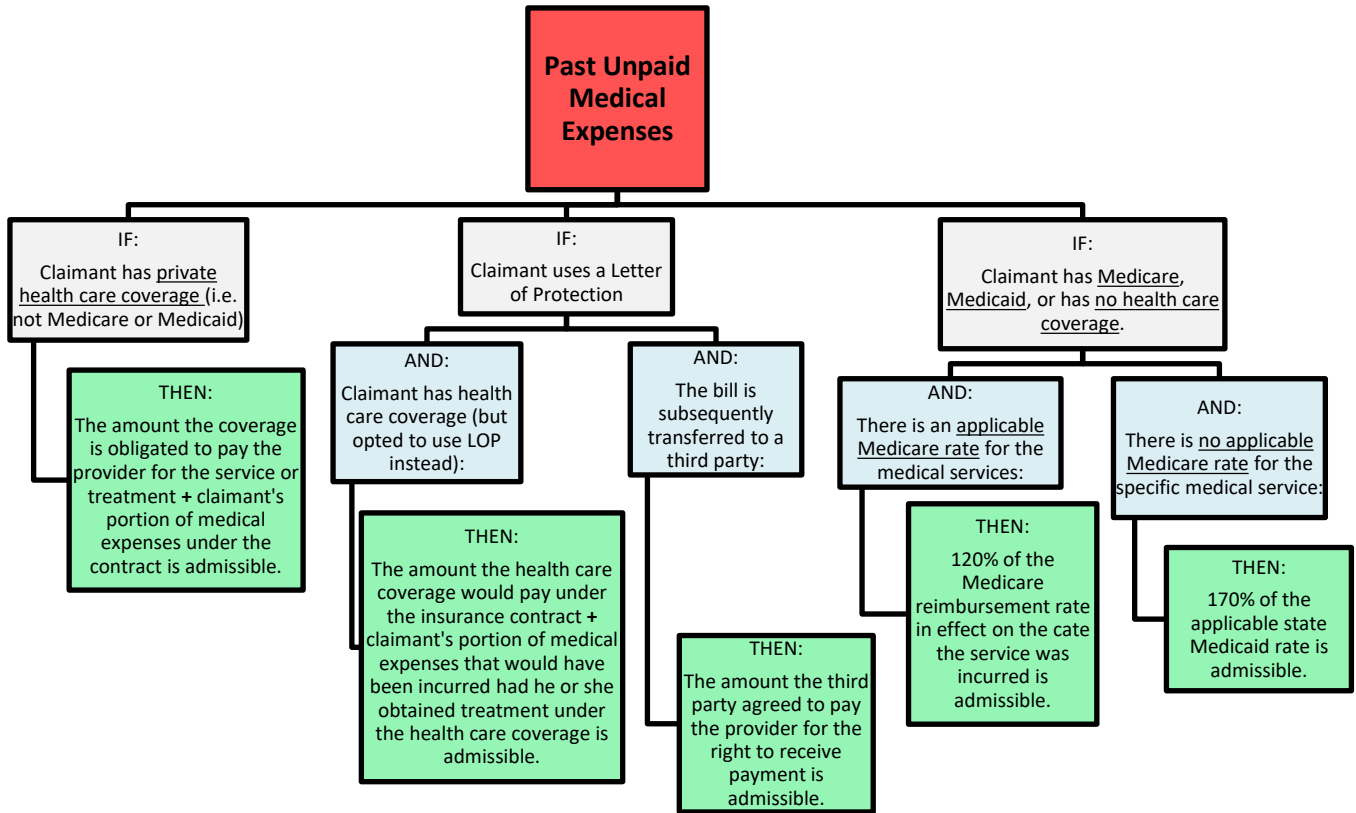 Past Unpaid
Medical
Expenses
IF:
Claimant has private
health care coverage (i.e.
not Medicare or Medicaid)
THEN:
The amount the coverage
is obligated to pay the
provider for the service or
treatment + claimant's
portion of medical
expenses under the
contract is admissible.
IF:
Claimant uses a Letter
of Protection
AND:
Claimant has health
care coverage (but
opted to use LOP
instead):
THEN:
The amount the health care
coverage would pay under
the insurance contract +
claimant's portion of medical
expenses that would have
been incurred had he or she
obtained treatment under
the health care coverage is
admissible.
AND:
The bill is
subsequently
transferred to a
third party:
THEN:
The amount the third
party agreed to pay
the provider for the
right to receive
payment is
admissible.
IF:
Claimant has Medicare,
Medicaid, or has no health care
coverage.
AND:
There is an applicable
Medicare rate for the
medical services:
THEN:
120% of the
Medicare
reimbursement rate
in effect on the cate
the service was
incurred is
admissible.
AND:
There is no applicable
Medicare rate for the
specific medical service:
THEN:
170% of the
applicable state
Medicaid rate is
admissible.